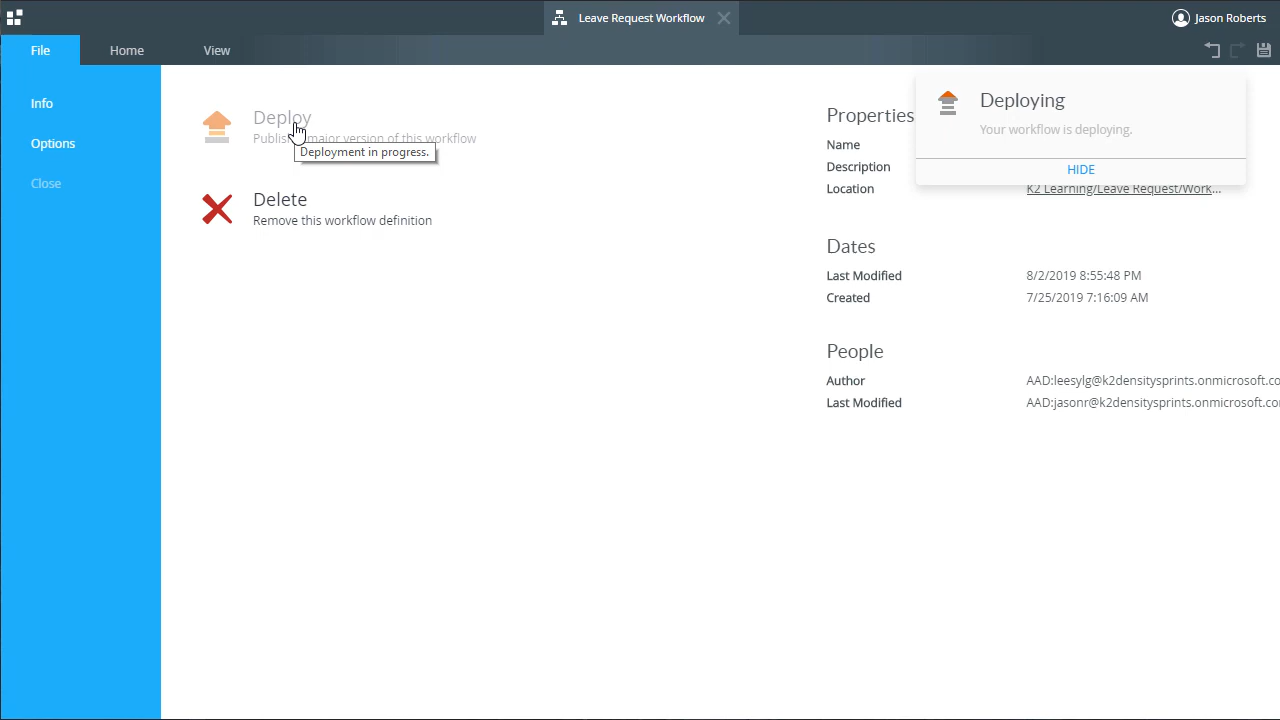 Leave Request Workflow
Jason Roberts
File
Home
View
Info
Options
Close
Deploy
Publish major version of this workflow
Deployment in progress.
Delete
Remove this workflow definition
Properties
Name
Description
Location
K2 Learning/Leave Request/Work...
Deploying
Your workflow is deploying.
HIDE
Dates
Last Modified
8/2/2019 8:55:48 PM
Created
7/25/2019 7:16:09 AM
People
Author
AAD:leesylg@k2densitysprints.onmicrosoft.co
Last Modified
AAD:jasonr@k2densitysprints.onmicrosoft.co